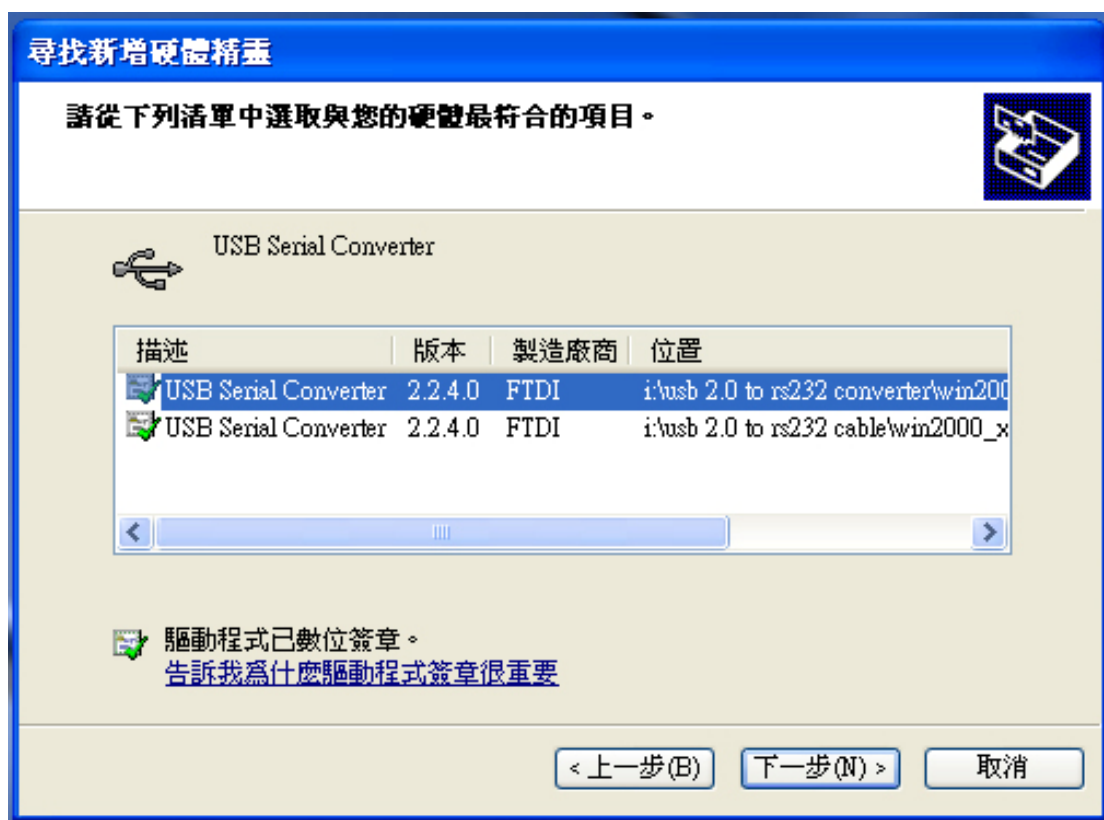 尋找新增硬體精靈
請從下列清單中選取與您的硬體最符合的項目。
USB Serial Converter
描述 版本 製造廠商 位置
USB Serial Converter 2.2.4.0 FTDI i:\usb 2.0 to rs232 converter\win200
USB Serial Converter 2.2.4.0 FTDI i:\usb 2.0 to rs232 cable\win2000_x
驅動程式已數位簽章。
告訴我為什麼驅動程式簽章很重要
< 上一步(B) 下一步(N) > 取消